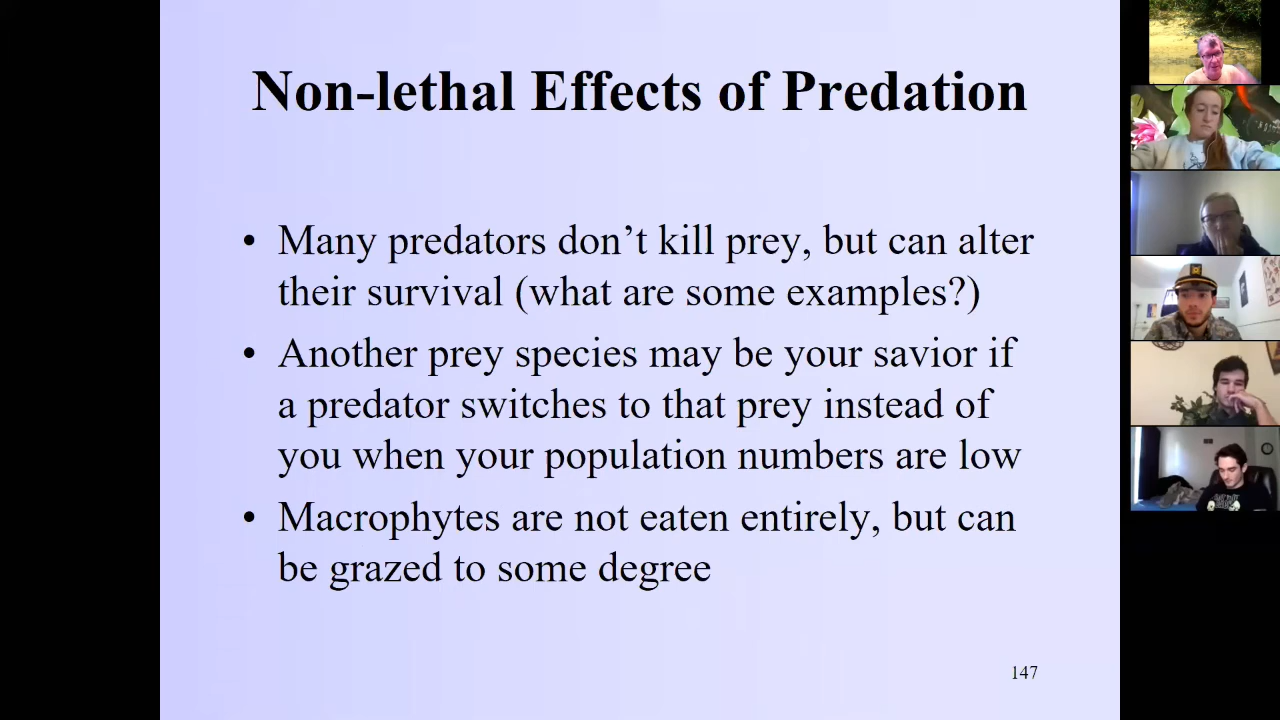 Non-lethal Effects of Predation
• Many predators don’t kill prey, but can alter
their survival (what are some examples?)
• Another prey species may be your savior if
a predator switches to that prey instead of
you when your population numbers are low
• Macrophytes are not eaten entirely, but can
be grazed to some degree
147